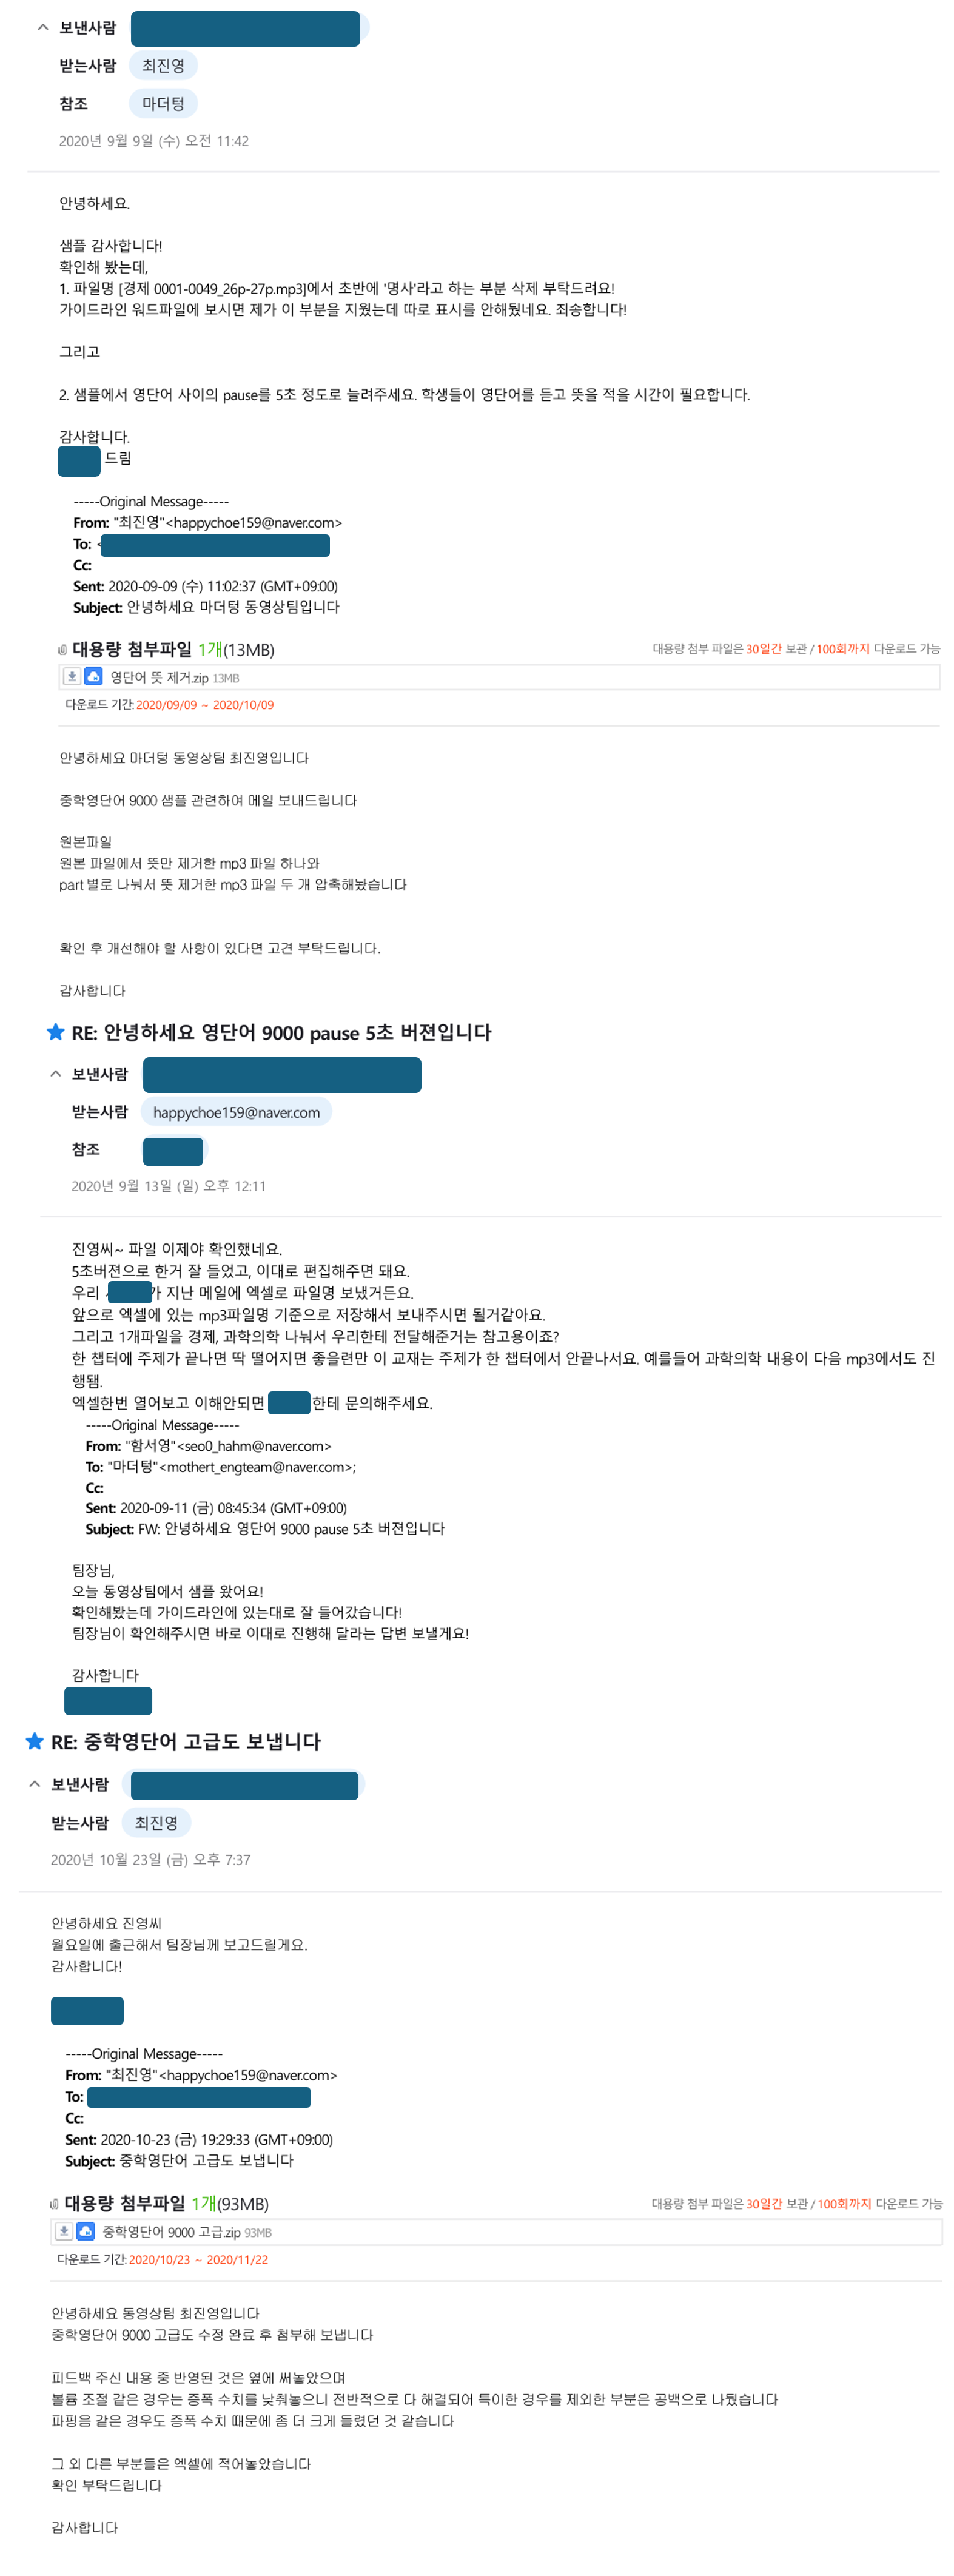 보낸사람
받는사람 최진영
참조 마더텅
2020년 9월 9일 (수) 오전 11:42
안녕하세요.
샘플 감사합니다!
확인해 봤는데,
1. 파일명 [경제 0001-0049_26p-27p.mp3]에서 초반에 '명사'라고 하는 부분 삭제 부탁드려요!
가이드라인 워드파일에 보시면 제가 이 부분을 지웠는데 따로 표시를 안해뒀네요. 죄송합니다!
그리고
2. 샘플에서 영단어 사이의 pause를 5초 정도로 늘려주세요. 학생들이 영단어를 듣고 뜻을 적을 시간이 필요합니다.
감사합니다.
드림
-----Original Message-----
From: "최진영"<happychoe159@naver.com>
To: <
Cc:
Sent: 2020-09-09 (수) 11:02:37 (GMT+09:00)
Subject: 안녕하세요 마더텅 동영상팀입니다
대용량 첨부파일 1개(13MB) 대용량 첨부 파일은 30일간 보관 / 100회까지 다운로드 가능
영단어 뜻 제거.zip 13MB
다운로드 기간: 2020/09/09 ~ 2020/10/09
안녕하세요 마더텅 동영상팀 최진영입니다
중학영단어 9000 샘플 관련하여 메일 보내드립니다
원본파일
원본 파일에서 뜻만 제거한 mp3 파일 하나와
part 별로 나눠서 뜻 제거한 mp3 파일 두 개 압축해놨습니다
확인 후 개선해야 할 사항이 있다면 고견 부탁드립니다.
감사합니다
RE: 안녕하세요 영단어 9000 pause 5초 버젼입니다
보낸사람
받는사람 happychoe159@naver.com
참조
2020년 9월 13일 (일) 오후 12:11
진영씨~ 파일 이제야 확인했네요.
5초버젼으로 한거 잘 들었고, 이대로 편집해주면 돼요.
우리 가 지난 메일에 엑셀로 파일명 보냈거든요.
앞으로 엑셀에 있는 mp3파일명 기준으로 저장해서 보내주시면 될거같아요.
그리고 1개파일을 경제, 과학의학 나눠서 우리한테 전달해준거는 참고용이죠?
한 챕터에 주제가 끝나면 딱 떨어지면 좋을련만 이 교재는 주제가 한 챕터에서 안끝나서요. 예를들어 과학의학 내용이 다음 mp3에서도 진
행됌.
엑셀한번 열어보고 이해안되면 한테 문의해주세요.
-----Original Message-----
From: "함서영"<seo0_hahm@naver.com>
To: "마더텅"<mothert_engteam@naver.com>;
Cc:
Sent: 2020-09-11 (금) 08:45:34 (GMT+09:00)
Subject: FW: 안녕하세요 영단어 9000 pause 5초 버젼입니다
팀장님,
오늘 동영상팀에서 샘플 왔어요!
확인해봤는데 가이드라인에 있는대로 잘 들어갔습니다!
팀장님이 확인해주시면 바로 이대로 진행해 달라는 답변 보낼게요!
감사합니다
RE: 중학영단어 고급도 보냅니다
보낸사람
받는사람 최진영
2020년 10월 23일 (금) 오후 7:37
안녕하세요 진영씨
월요일에 출근해서 팀장님께 보고드릴게요.
감사합니다!
-----Original Message-----
From: "최진영"<happychoe159@naver.com>
To:
Cc:
Sent: 2020-10-23 (금) 19:29:33 (GMT+09:00)
Subject: 중학영단어 고급도 보냅니다
대용량 첨부파일 1개(93MB) 대용량 첨부 파일은 30일간 보관 / 100회까지 다운로드 가능
중학영단어 9000 고급.zip 93MB
다운로드 기간: 2020/10/23 ~ 2020/11/22
안녕하세요 동영상팀 최진영입니다
중학영단어 9000 고급도 수정 완료 후 첨부해 보냅니다
피드백 주신 내용 중 반영된 것은 옆에 써놓았으며
볼륨 조절 같은 경우는 증폭 수치를 낮춰놓으니 전반적으로 다 해결되어 특이한 경우를 제외한 부분은 공백으로 나뒀습니다
파핑음 같은 경우도 증폭 수치 때문에 좀 더 크게 들렸던 것 같습니다
그 외 다른 부분들은 엑셀에 적어놓았습니다
확인 부탁드립니다
감사합니다